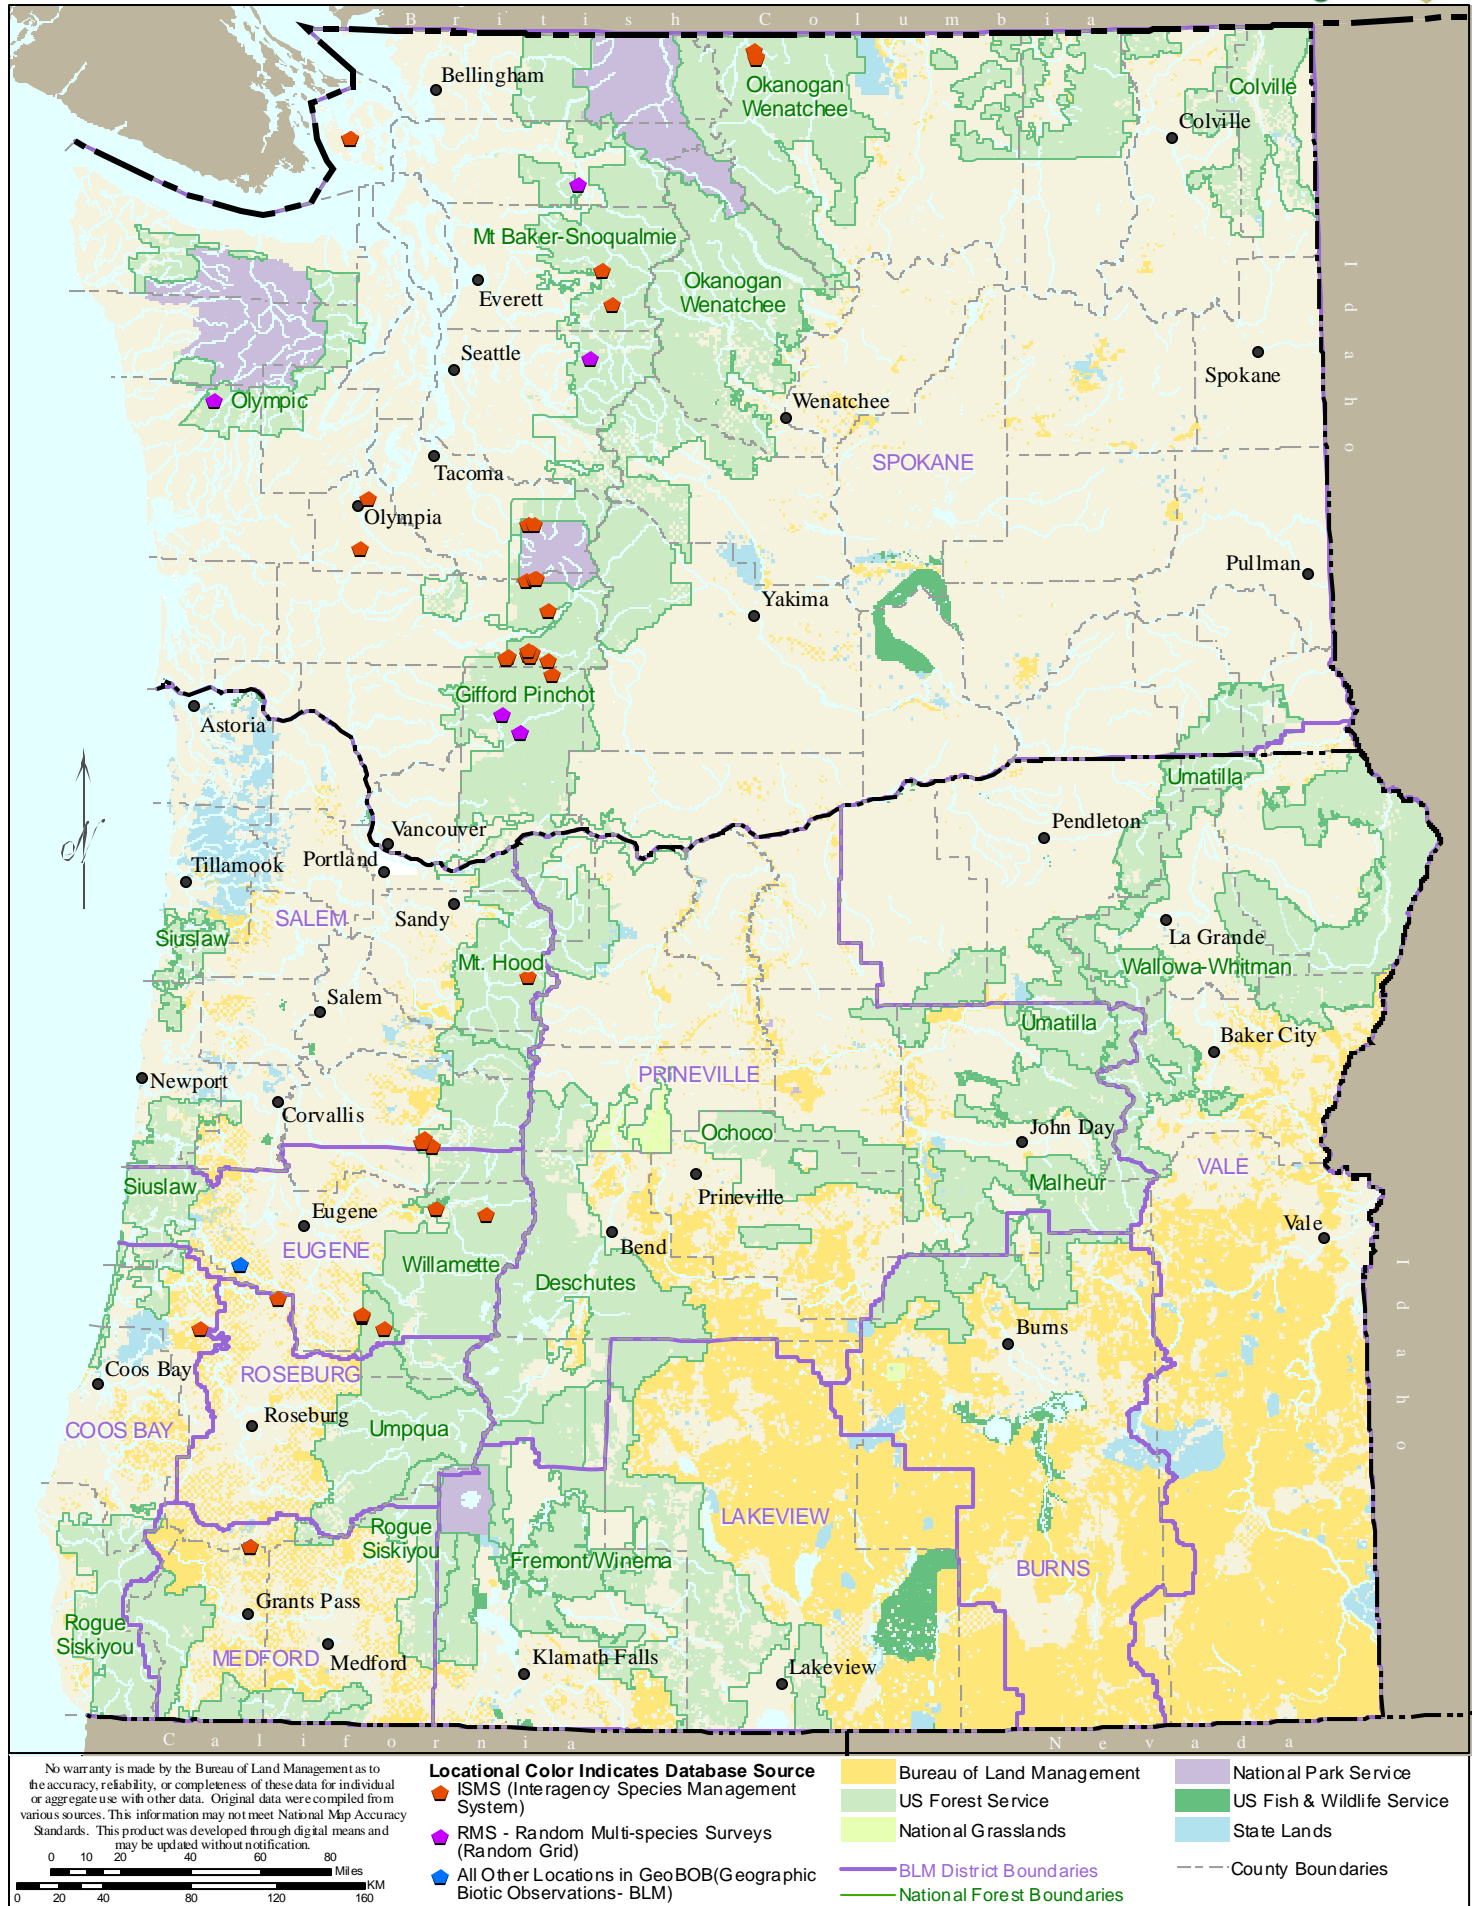 British Columbia
Bellingham
Okanogan
Wenatchee
Colville
Colville
Mt Baker-Snoqualmie
Okanogan
Wenatchee
Everett
Idaho
Seattle
Spokane
Olympic
Wenatchee
SPOKANE
Tacoma
Olympia
Pullman
Yakima
Gifford Pinchot
Astoria
Umatilla
Vancouver
Pendleton
Portland
Tillamook
SALEM
Sandy
Siuslaw
La Grande
Mt. Hood
Wallowa-Whitman
Salem
Umatilla
Baker City
Newport
PRINEVILLE
Corvallis
Ochoco
John Day
VALE
Siuslaw
Malheur
Prineville
Eugene
Vale
EUGENE
Bend
Willamette
Deschutes
Idaho
Burns
Coos Bay
ROSEBURG
Roseburg
COOS BAY
Umpqua
LAKEVIEW
Rogue
Siskiyou
Fremont/Winema
BURNS
Grants Pass
Rogue
Siskiyou
MEDFORD
Medford
Klamath Falls
Lakeview
California
Nevada
No warranty is made by the Bureau of Land Management as to
the accuracy, reliability, or completeness of these data for individual
or aggregate use with other data. Original data were compiled from
various sources. This information may not meet National Map Accuracy
Standards. This product was developed through digital means and
may be updated without notification.
0 10 20 40 60 80
Miles
KM
0 20 40 80 120 160
Locational Color Indicates Database Source
ISMS (Interagency Species Management
System)
RMS - Random Multi-species Surveys
(Random Grid)
All Other Locations in GeoBOB(Geographic
Biotic Observations- BLM)
Bureau of Land Management
US Forest Service
National Grasslands
BLM District Boundaries
National Forest Boundaries
National Park Service
US Fish & Wildlife Service
State Lands
County Boundaries